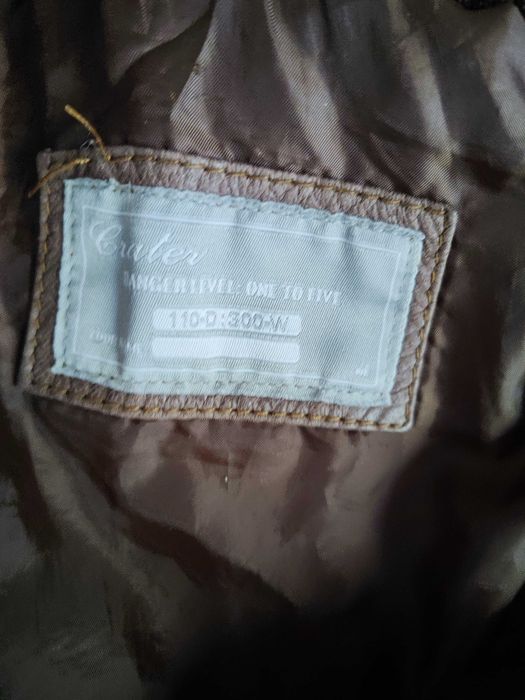 Crater
DANGER LEVEL: ONE TO FIVE
110-D:300-W